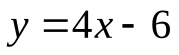 y = 4x - 6